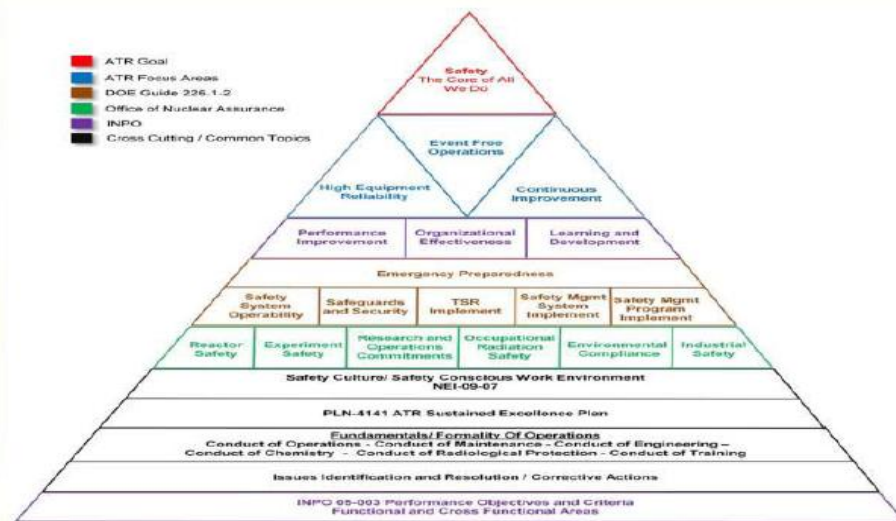 ATR Goal
ATR Focus Areas
DOE Guide 226.1-2
Office of Nuclear Assurance
INPO
Cross Cutting / Common Topics
Safety
The Core of All
We Do
Event Free
Operations
High Equipment
Reliability
Continuous
Improvement
Performance
Improvement
Organizational
Effectiveness
Learning and
Development
Emergency Preparedness
Safety
System
Operability
Safeguards
and Security
TSR
Implement
Safety Mgmt
System
Implement
Safety Mgmt
Program
Implement
Reactor
Safety
Experiment
Safety
Research and
Operations
Commitments
Occupational
Radiation
Safety
Environmental
Compliance
Industrial
Safety
Safety Culture/ Safety Conscious Work Environment
NEI-09-07
PLN-4141 ATR Sustained Excellence Plan
Fundamentals/ Formality Of Operations
Conduct of Operations - Conduct of Maintenance - Conduct of Engineering –
Conduct of Chemistry - Conduct of Radiological Protection - Conduct of Training
Issues Identification and Resolution / Corrective Actions
INPO 05-003 Performance Objectives and Criteria
Functional and Cross Functional Areas